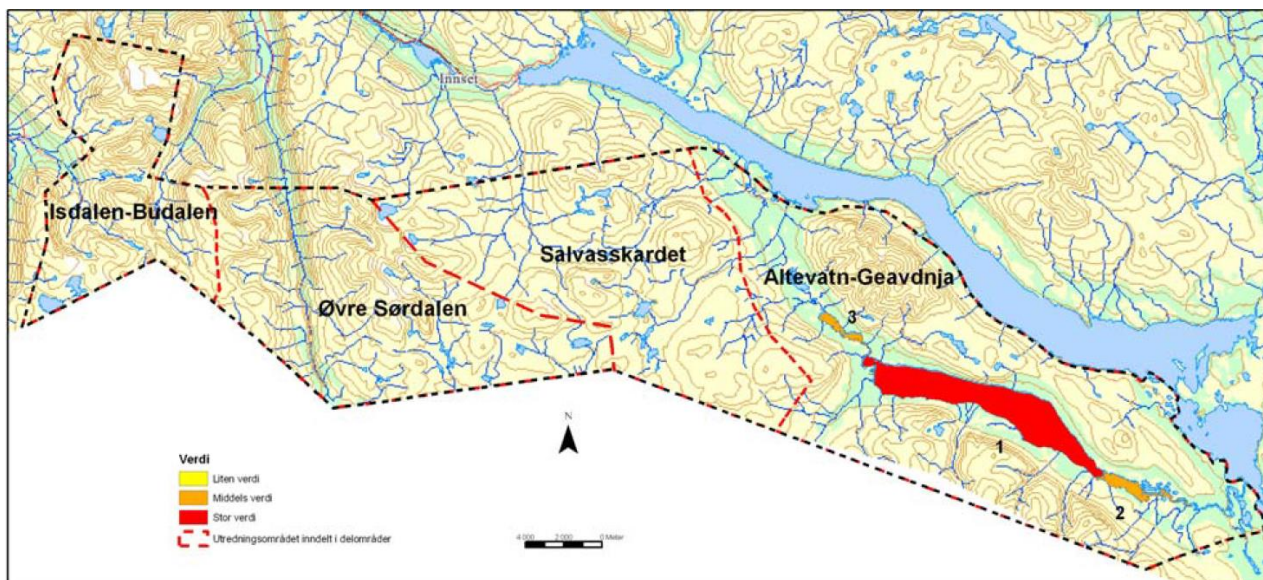 Innset
Isdalen-Budalen
Salvasskardet
Altevatn-Geavdnja
Øvre Sørdalen
3
1
2
N
Verdi
Liten verdi
Middels verdi
Stor verdi
Utredningsområdet inndelt i delområder
4 000 2 000 0 Meter